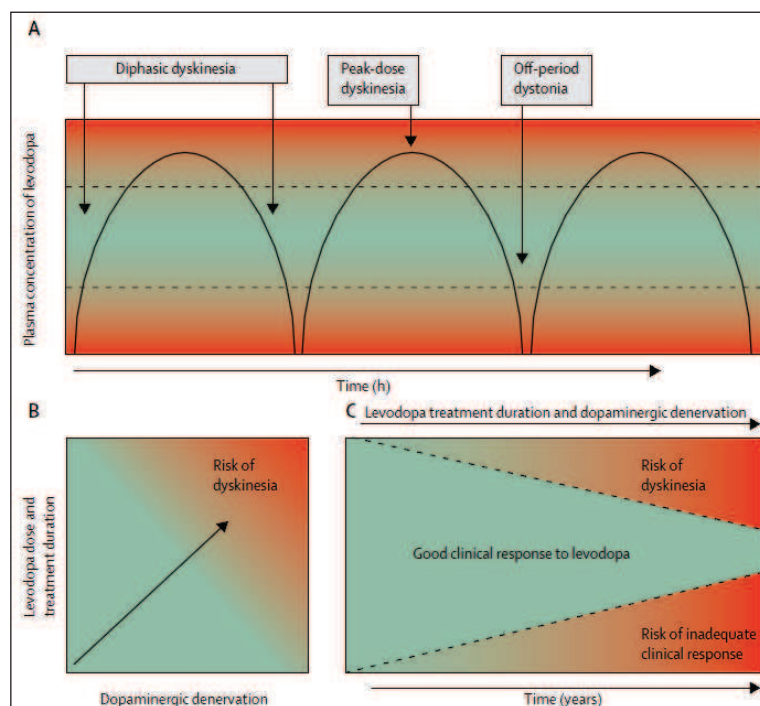 A
Diphasic dyskinesia
Peak-dose
dyskinesia
Off-period
dystonia
Plasma concentration of levodopa
Time (h)
B
Levodopa dose and
treatment duration
Risk of
dyskinesia
Dopaminergic denervation
C
Levodopa treatment duration and dopaminergic denervation
Risk of
dyskinesia
Good clinical response to levodopa
Risk of inadequate
clinical response
Time (years)